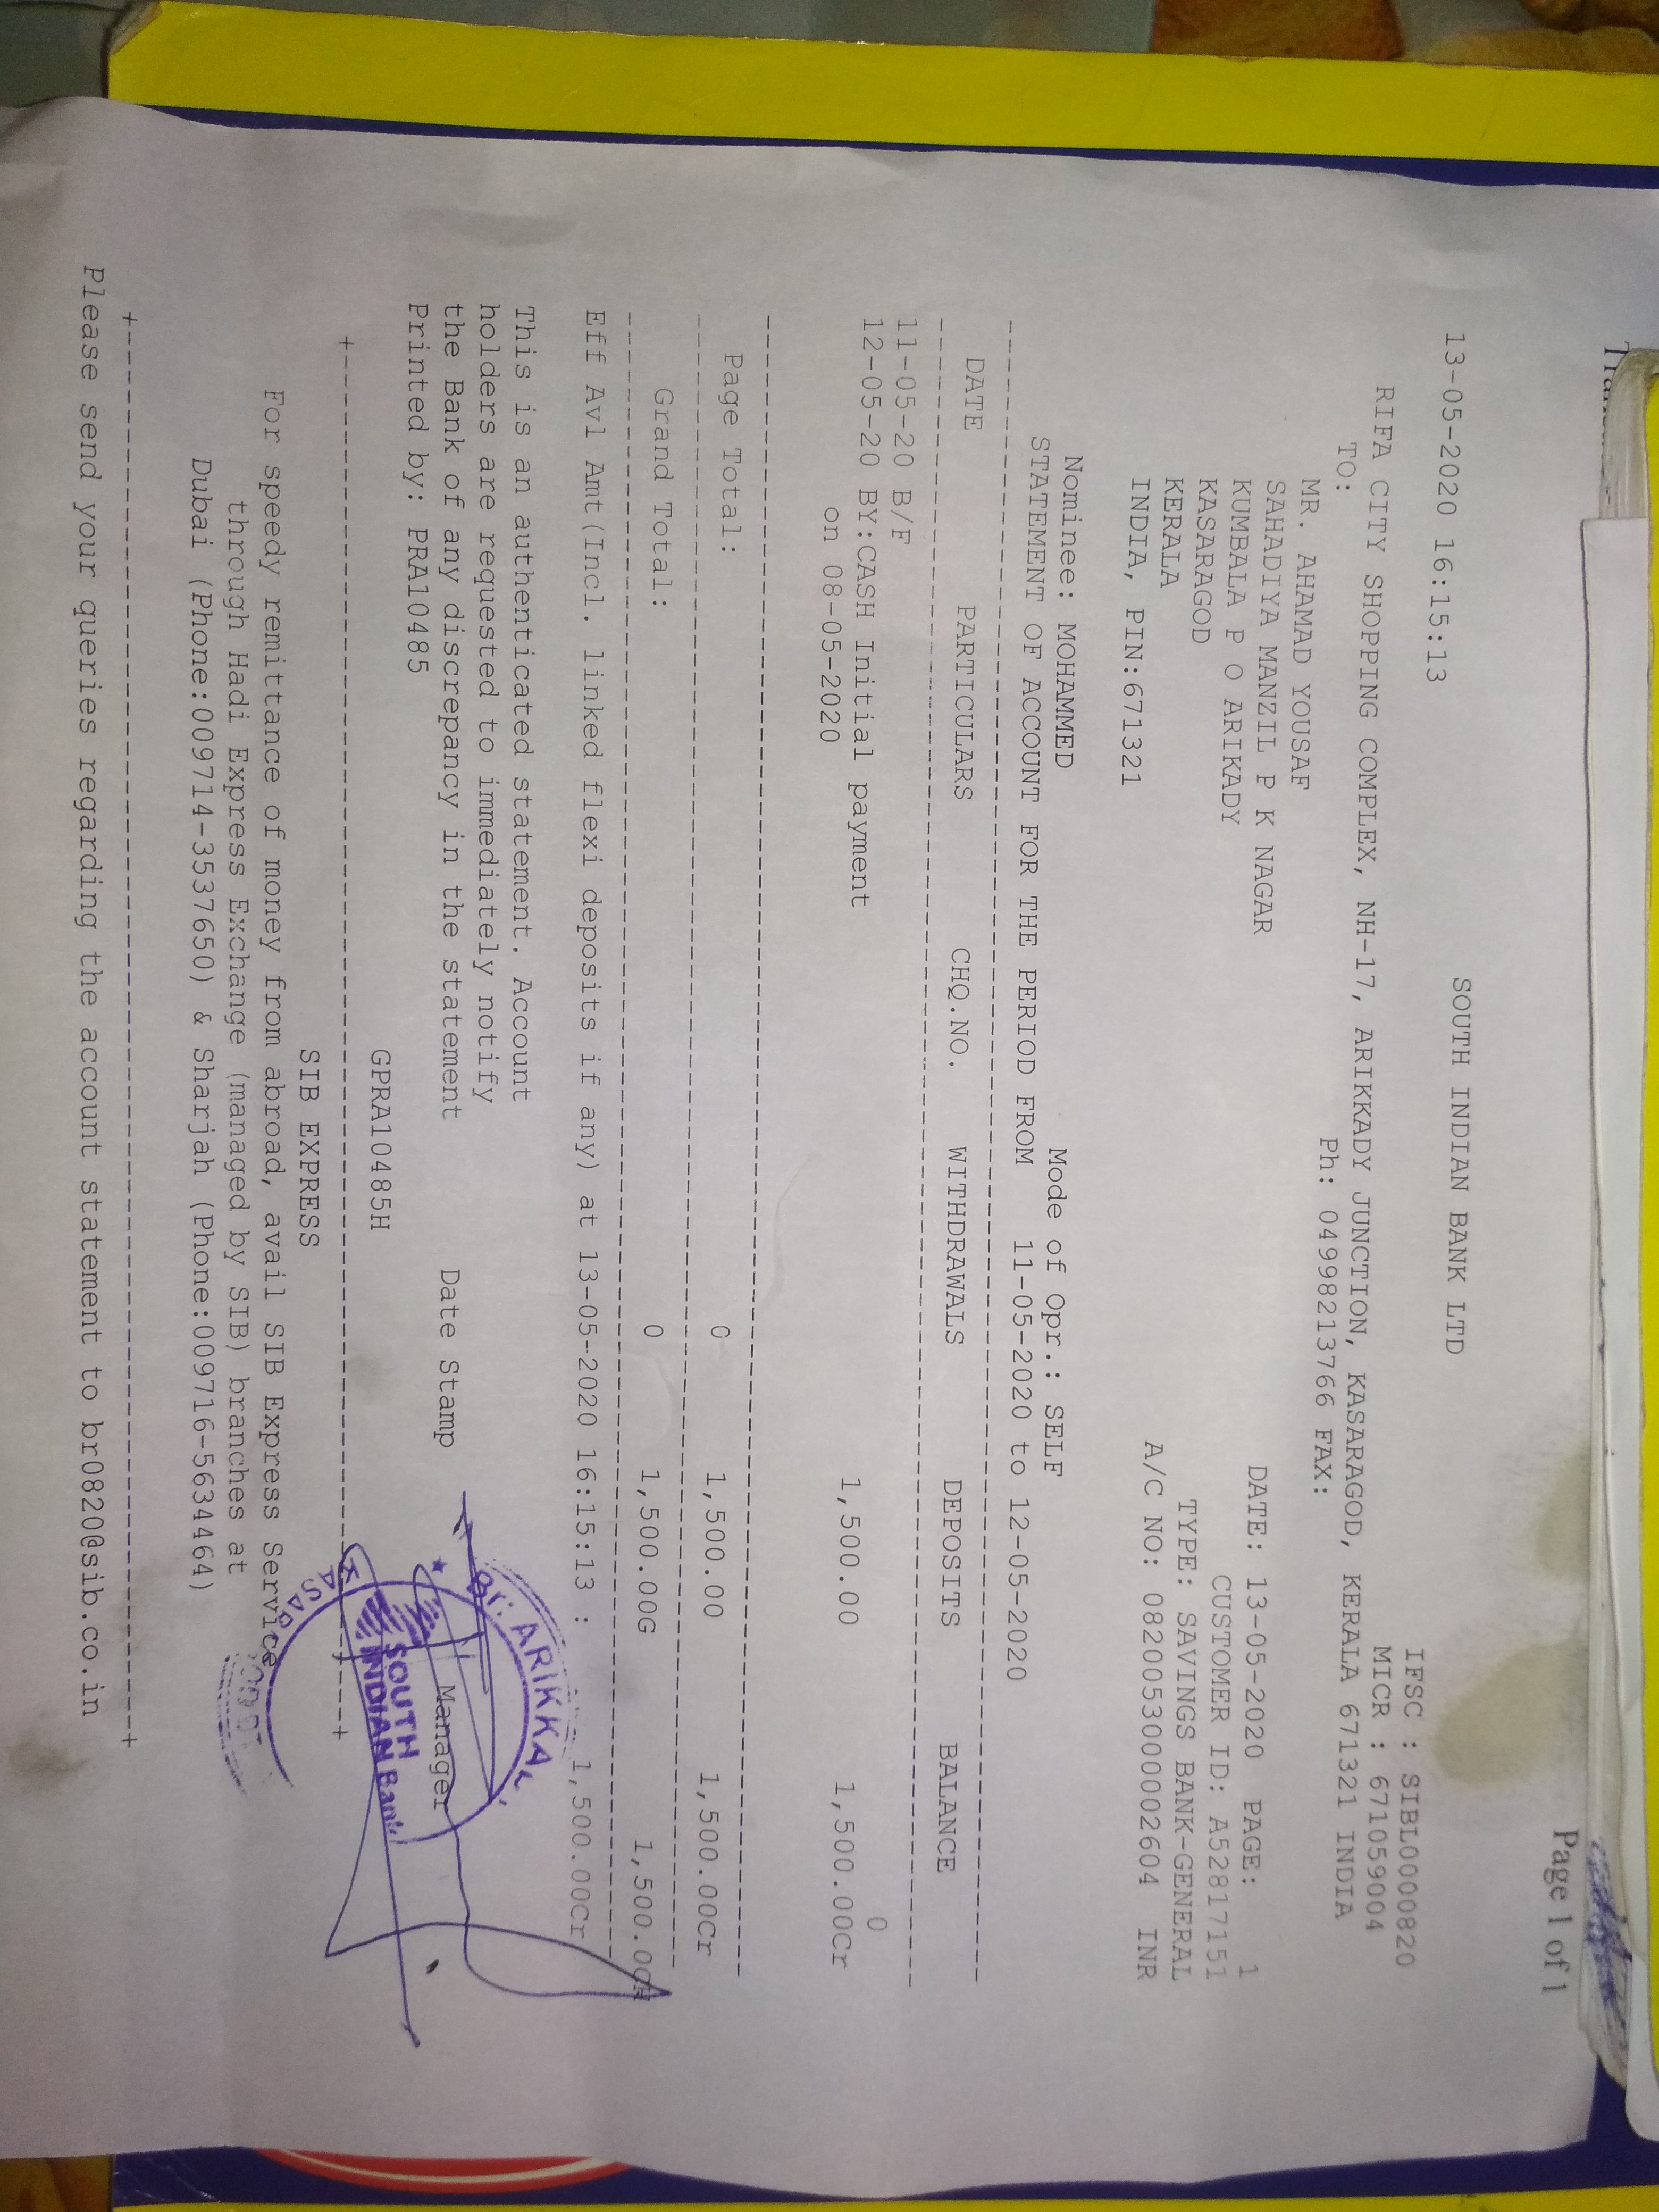 Page 1 of 1
13-05-2020 16:15:13 SOUTH INDIAN BANK LTD
IFSC : SIBL0000820
MICR : 671059004
RIFA CITY SHOPPING COMPLEX, NH-17, ARIKKADY JUNCTION, KASARAGOD, KERALA 671321 INDIA
TO: Ph: 04998213766 FAX:
MR. AHAMAD YOUSAF
SAHADIYA MANZIL P K NAGAR DATE: 13-05-2020 PAGE: 1
KUMBALA P O ARIKADY CUSTOMER ID: A52817151
KASARAGOD TYPE: SAVINGS BANK-GENERAL
KERALA A/C NO: 0820053000002604 INR
INDIA, PIN:671321
Nominee: MOHAMMED Mode of Opr.: SELF
STATEMENT OF ACCOUNT FOR THE PERIOD FROM 11-05-2020 to 12-05-2020
DATE PARTICULARS CHQ.NO. WITHDRAWALS DEPOSITS BALANCE
11-05-20 B/F 0
12-05-20 BY:CASH Initial payment 1,500.00 1,500.00Cr
on 08-05-2020
Page Total: 0 1,500.00 1,500.00Cr
Grand Total: 0 1,500.00G
Eff Avl Amt(Incl. linked flexi deposits if any) at 13-05-2020 16:15:13 : 1,500.00Cr
This is an authenticated statement. Account
holders are requested to immediately notify
the Bank of any discrepancy in the statement Date Stamp Manager
Printed by: PRA10485
GPRA10485H
SIB EXPRESS
For speedy remittance of money from abroad, avail SIB Express Service
through Hadi Express Exchange (managed by SIB) branches at
Dubai (Phone:009714-3537650) & Sharjah (Phone:009716-5634464)
Please send your queries regarding the account statement to br0820@sib.co.in
Br: ARIKKA
SOUTH
INDIAN Bank